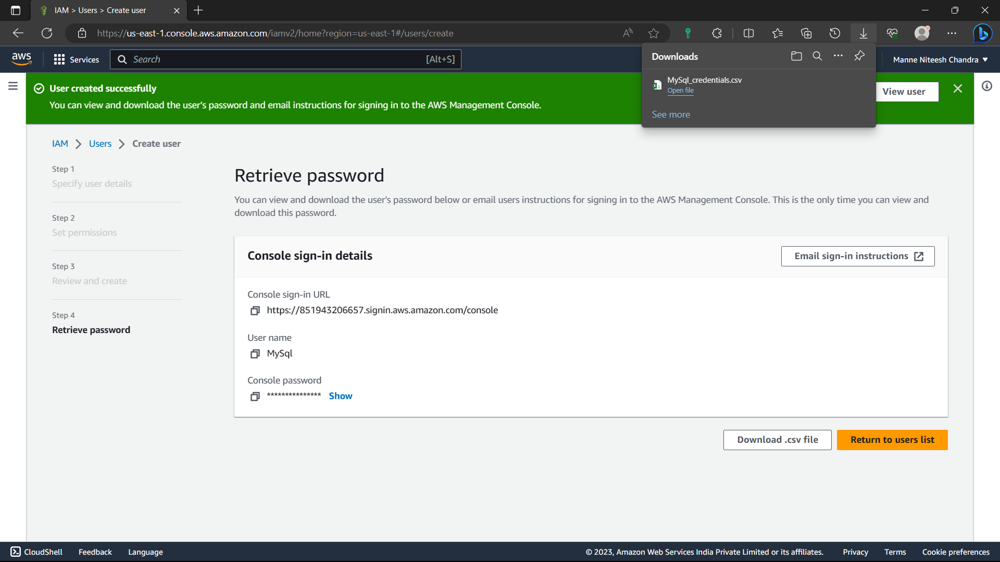 IAM > Users > Create user
https://us-east-1.console.aws.amazon.com/iamv2/home?region=us-east-1#/users/create
aws
Services
Search
[Alt+S]
Manne Niteesh Chandra
Downloads
MySql_credentials.csv
Open file
See more
User created successfully
You can view and download the user's password and email instructions for signing in to the AWS Management Console.
View user
IAM > Users > Create user
Step 1
Specify user details
Step 2
Set permissions
Step 3
Review and create
Step 4
Retrieve password
Retrieve password
You can view and download the user's password below or email users instructions for signing in to the AWS Management Console. This is the only time you can view and
download this password.
Console sign-in details
Email sign-in instructions
Console sign-in URL
https://851943206657.signin.aws.amazon.com/console
User name
MySql
Console password
*************** Show
Download .csv file
Return to users list
CloudShell
Feedback
Language
© 2023, Amazon Web Services India Private Limited or its affiliates.
Privacy
Terms
Cookie preferences